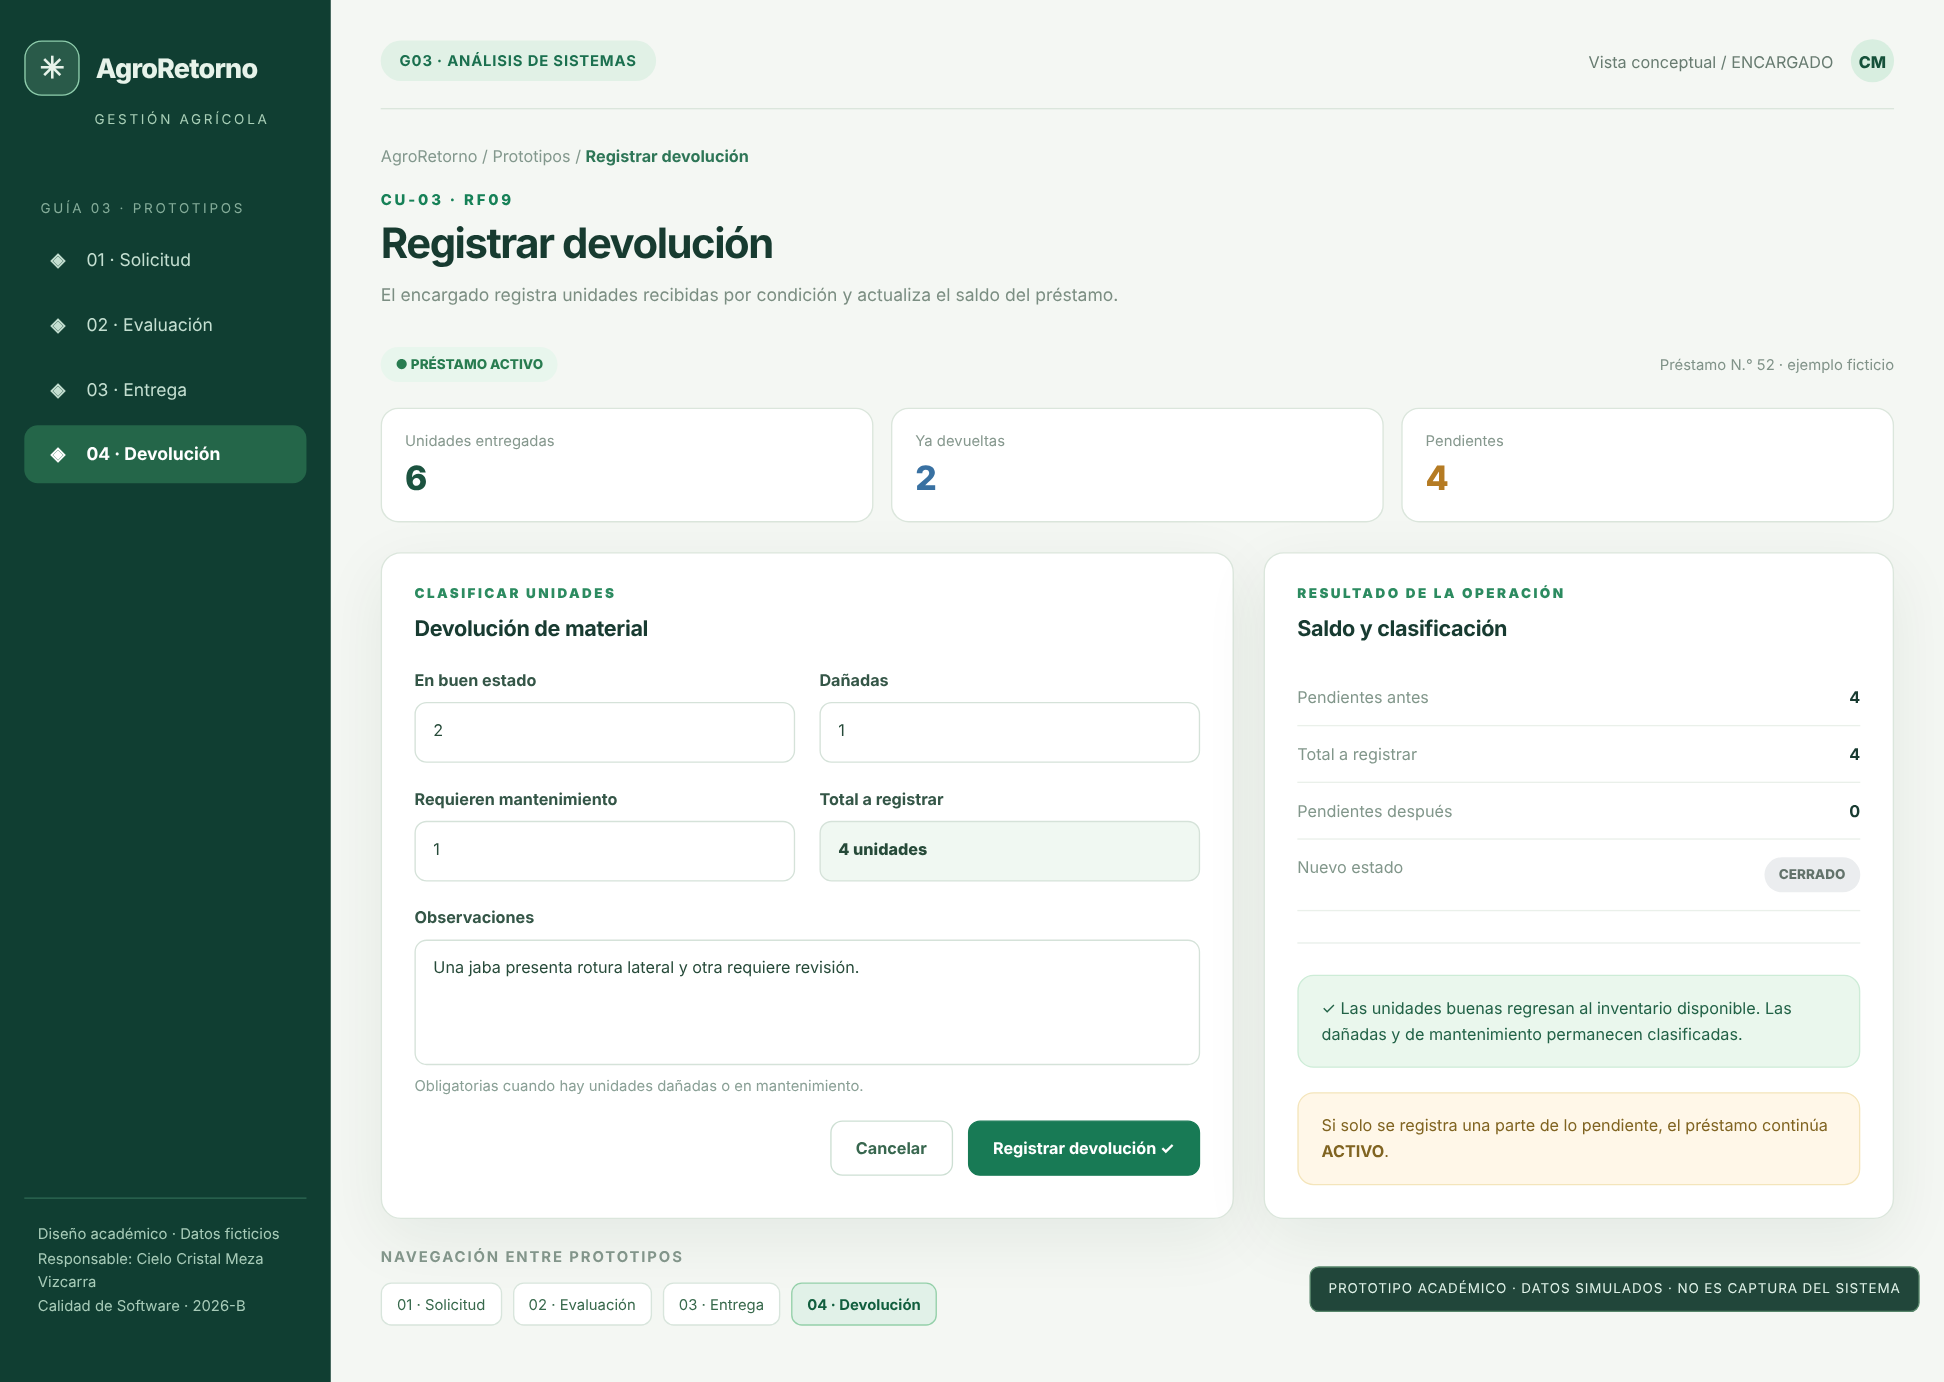 AgroRetorno
GESTIÓN AGRÍCOLA
GUÍA 03 · PROTOTIPOS
01 · Solicitud
02 · Evaluación
03 · Entrega
04 · Devolución
Diseño académico · Datos ficticios
Responsable: Cielo Cristal Meza
Vizcarra
Calidad de Software · 2026-B
G03 · ANÁLISIS DE SISTEMAS
Vista conceptual / ENCARGADO
CM
AgroRetorno / Prototipos / Registrar devolución
CU-03 · RF09
Registrar devolución
El encargado registra unidades recibidas por condición y actualiza el saldo del préstamo.
● PRÉSTAMO ACTIVO
Préstamo N.° 52 · ejemplo ficticio
Unidades entregadas
6
Ya devueltas
2
Pendientes
4
CLASIFICAR UNIDADES
Devolución de material
En buen estado
2
Dañadas
1
Requieren mantenimiento
1
Total a registrar
4 unidades
Observaciones
Una jaba presenta rotura lateral y otra requiere revisión.
Obligatorias cuando hay unidades dañadas o en mantenimiento.
Cancelar
Registrar devolución ✓
RESULTADO DE LA OPERACIÓN
Saldo y clasificación
Pendientes antes 4
Total a registrar 4
Pendientes después 0
Nuevo estado CERRADO
✓ Las unidades buenas regresan al inventario disponible. Las
dañadas y de mantenimiento permanecen clasificadas.
Si solo se registra una parte de lo pendiente, el préstamo continúa
ACTIVO.
NAVEGACIÓN ENTRE PROTOTIPOS
01 · Solicitud
02 · Evaluación
03 · Entrega
04 · Devolución
PROTOTIPO ACADÉMICO · DATOS SIMULADOS · NO ES CAPTURA DEL SISTEMA